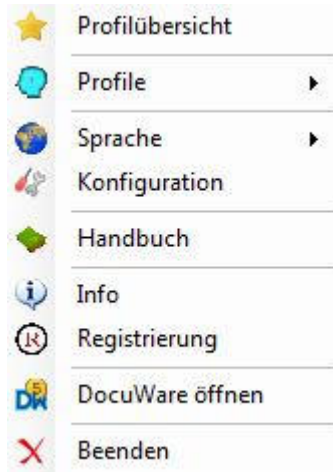 Profilübersicht
Profile
Sprache
Konfiguration
Handbuch
Info
Registrierung
DocuWare öffnen
Beenden